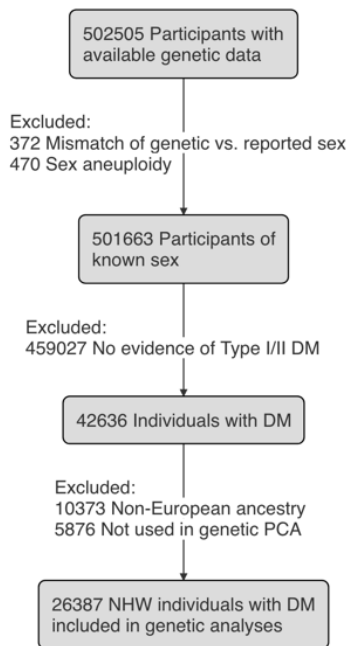 502505 Participants with
available genetic data
Excluded:
372 Mismatch of genetic vs. reported sex
470 Sex aneuploidy
501663 Participants of
known sex
Excluded:
459027 No evidence of Type I/II DM
42636 Individuals with DM
Excluded:
10373 Non-European ancestry
5876 Not used in genetic PCA
26387 NHW individuals with DM
included in genetic analyses